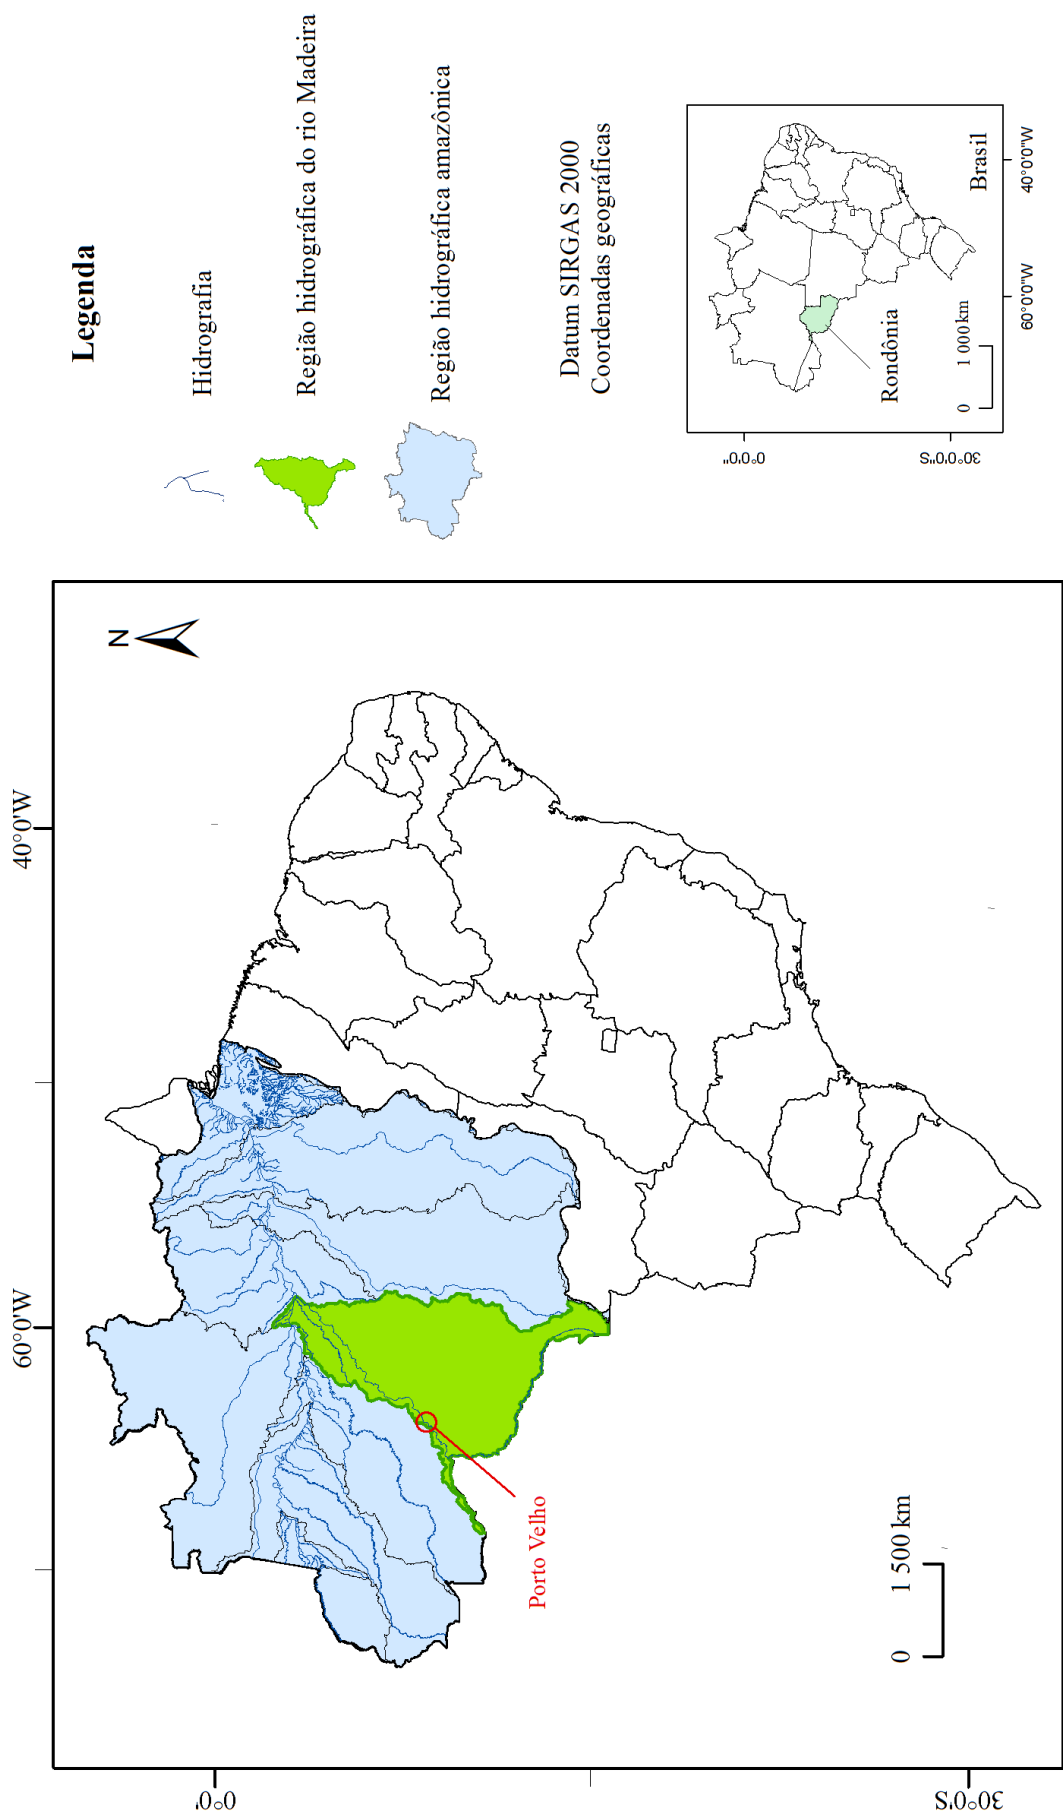 40°0'W
60°0'W
0°0'
30°0'S
N
Porto Velho
0 1 500 km
Legenda
Hidrografia
Região hidrográfica do rio Madeira
Região hidrográfica amazônica
Datum SIRGAS 2000
Coordenadas geográficas
Rondônia
Brasil
0 1 000 km
60°0'0"W
40°0'0"W
0°0'0"
30°0'0"S